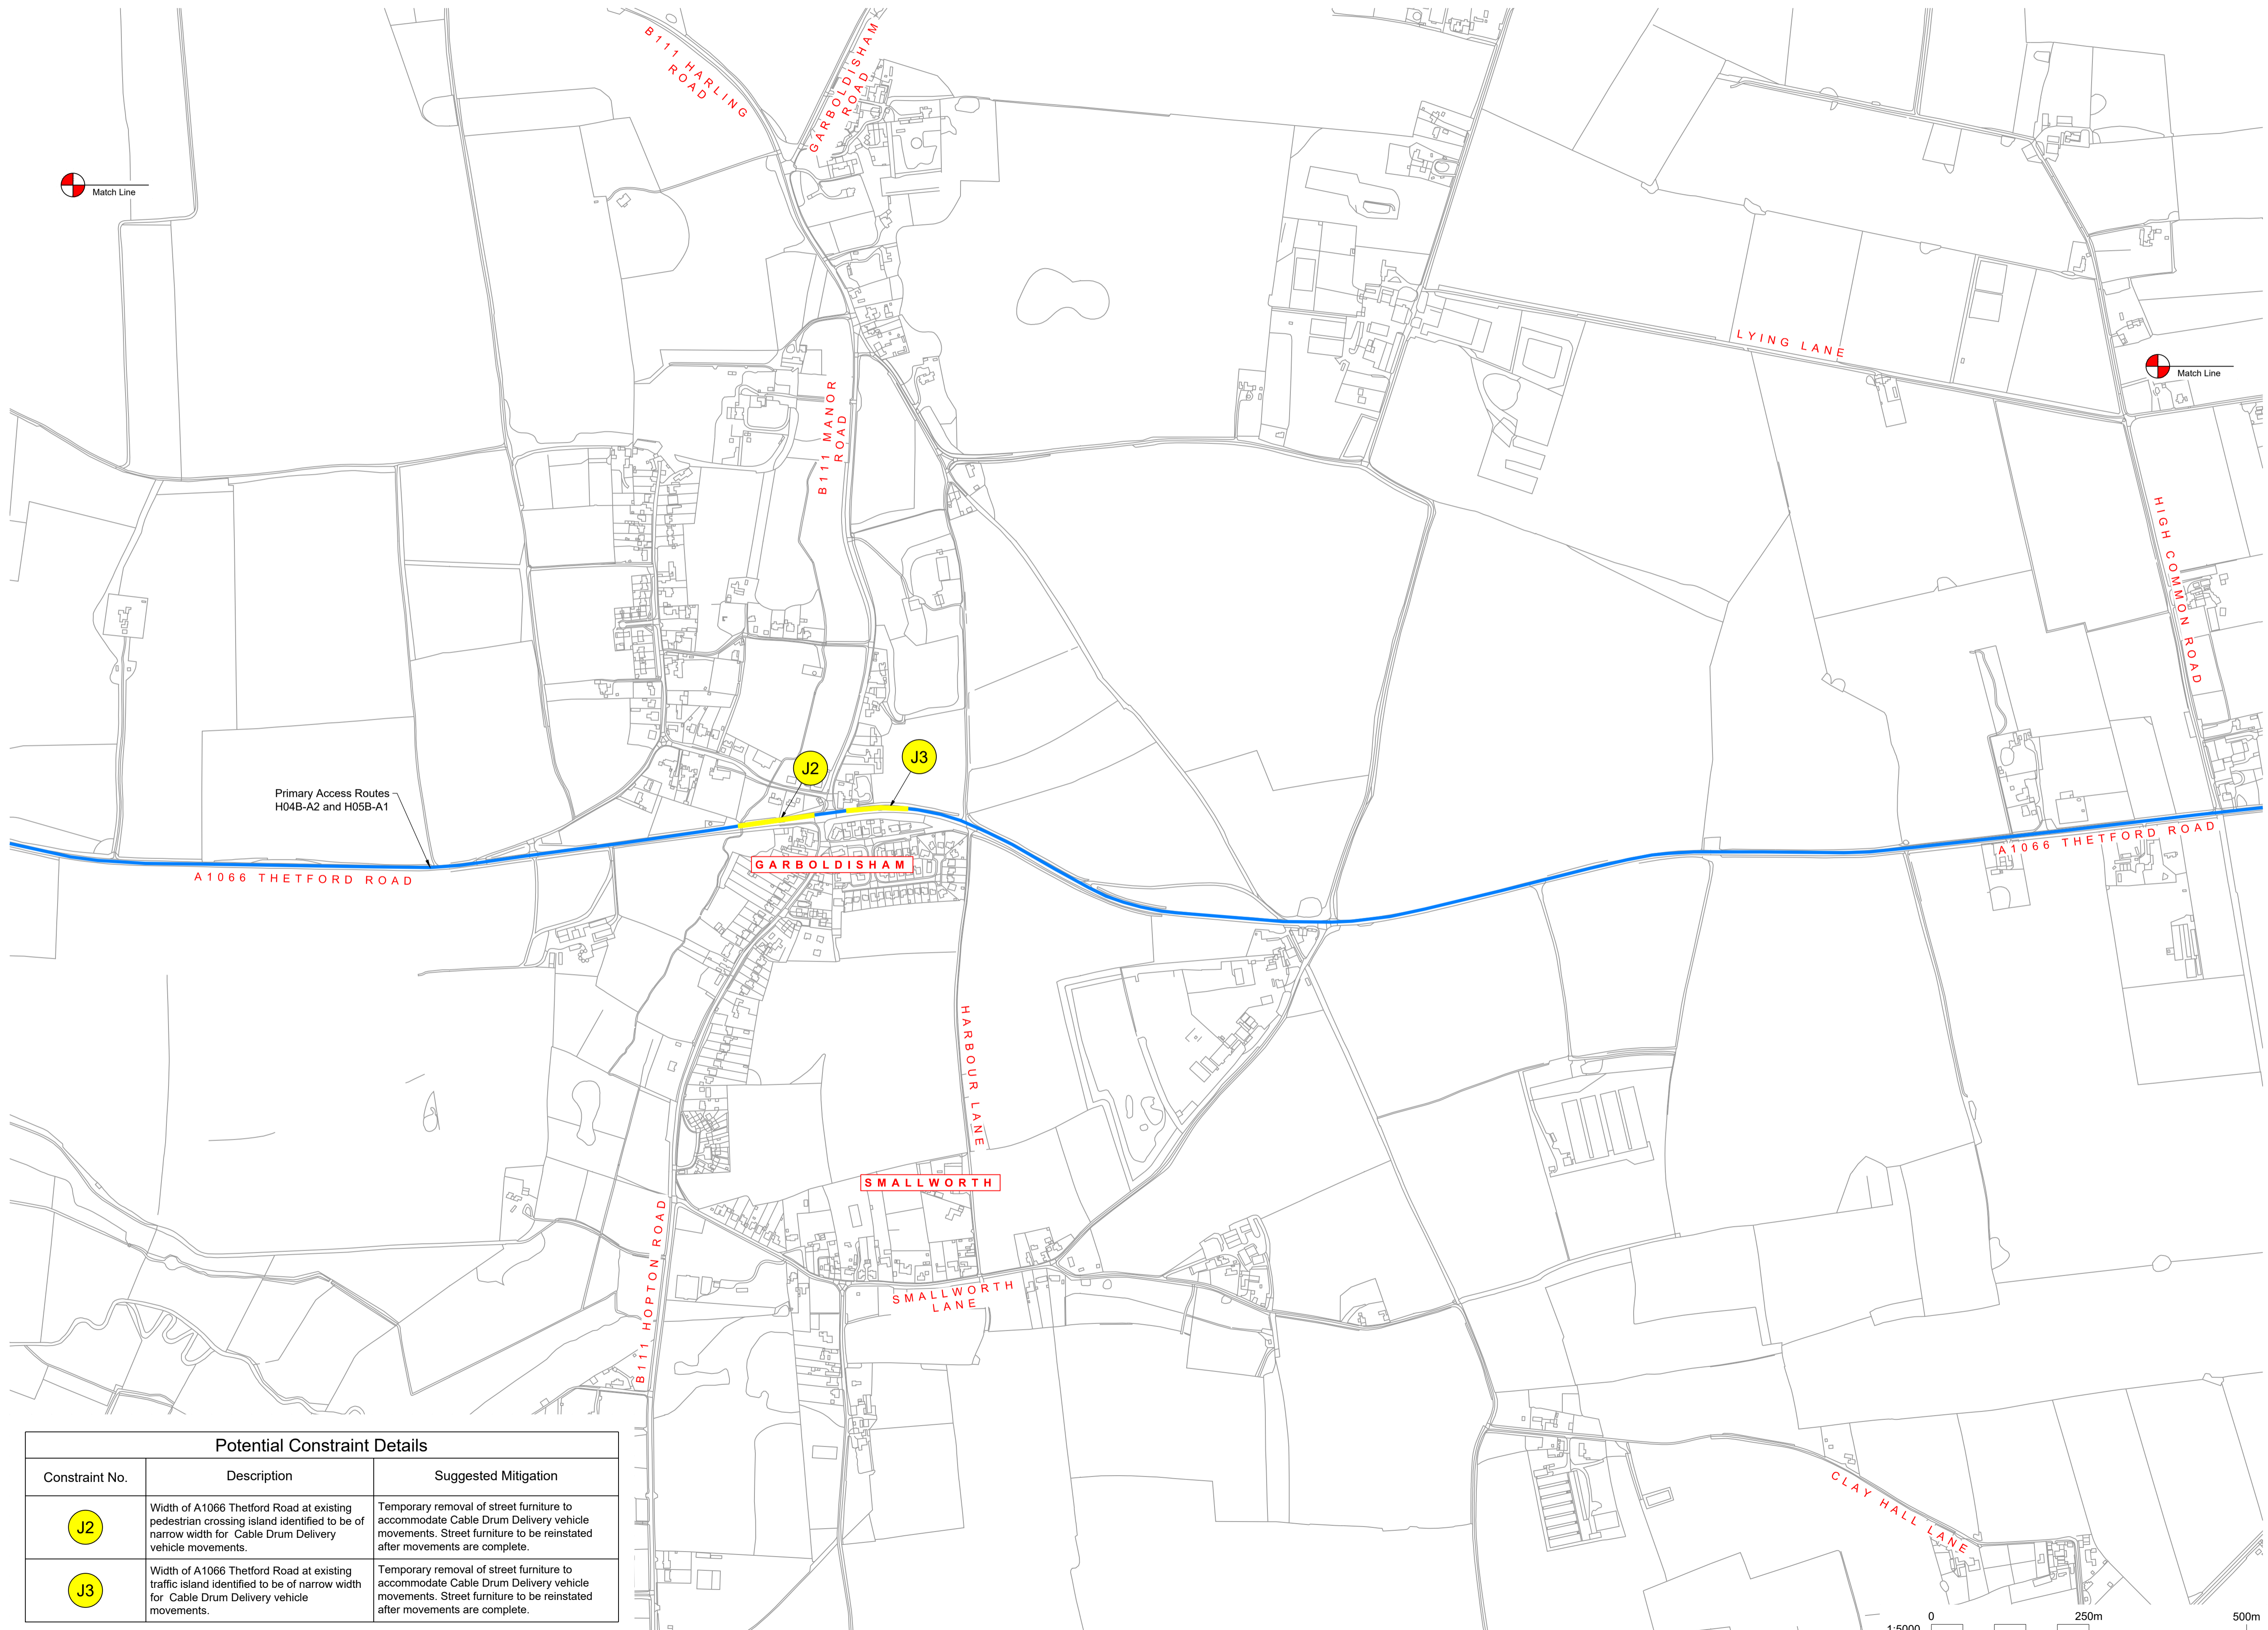 B111 HARLING
ROAD
GARBOLDISHAM
ROAD
Match Line
LYING LANE
Match Line
B111 MANOR
ROAD
HIGH COMMON ROAD
J2
J3
Primary Access Routes
H04B-A2 and H05B-A1
A1066 THETFORD ROAD
GARBOLDISHAM
A1066 THETFORD ROAD
HARBOUR LANE
SMALLWORTH
B111 HOPTON ROAD
SMALLWORTH
LANE
CLAY HALL LANE
Potential Constraint Details
Constraint No.
Description
Suggested Mitigation
J2
Width of A1066 Thetford Road at existing
pedestrian crossing island identified to be of
narrow width for Cable Drum Delivery
vehicle movements.
Temporary removal of street furniture to
accommodate Cable Drum Delivery vehicle
movements. Street furniture to be reinstated
after movements are complete.
J3
Width of A1066 Thetford Road at existing
traffic island identified to be of narrow width
for Cable Drum Delivery vehicle
movements.
Temporary removal of street furniture to
accommodate Cable Drum Delivery vehicle
movements. Street furniture to be reinstated
after movements are complete.
0 250m 500m
1:5000